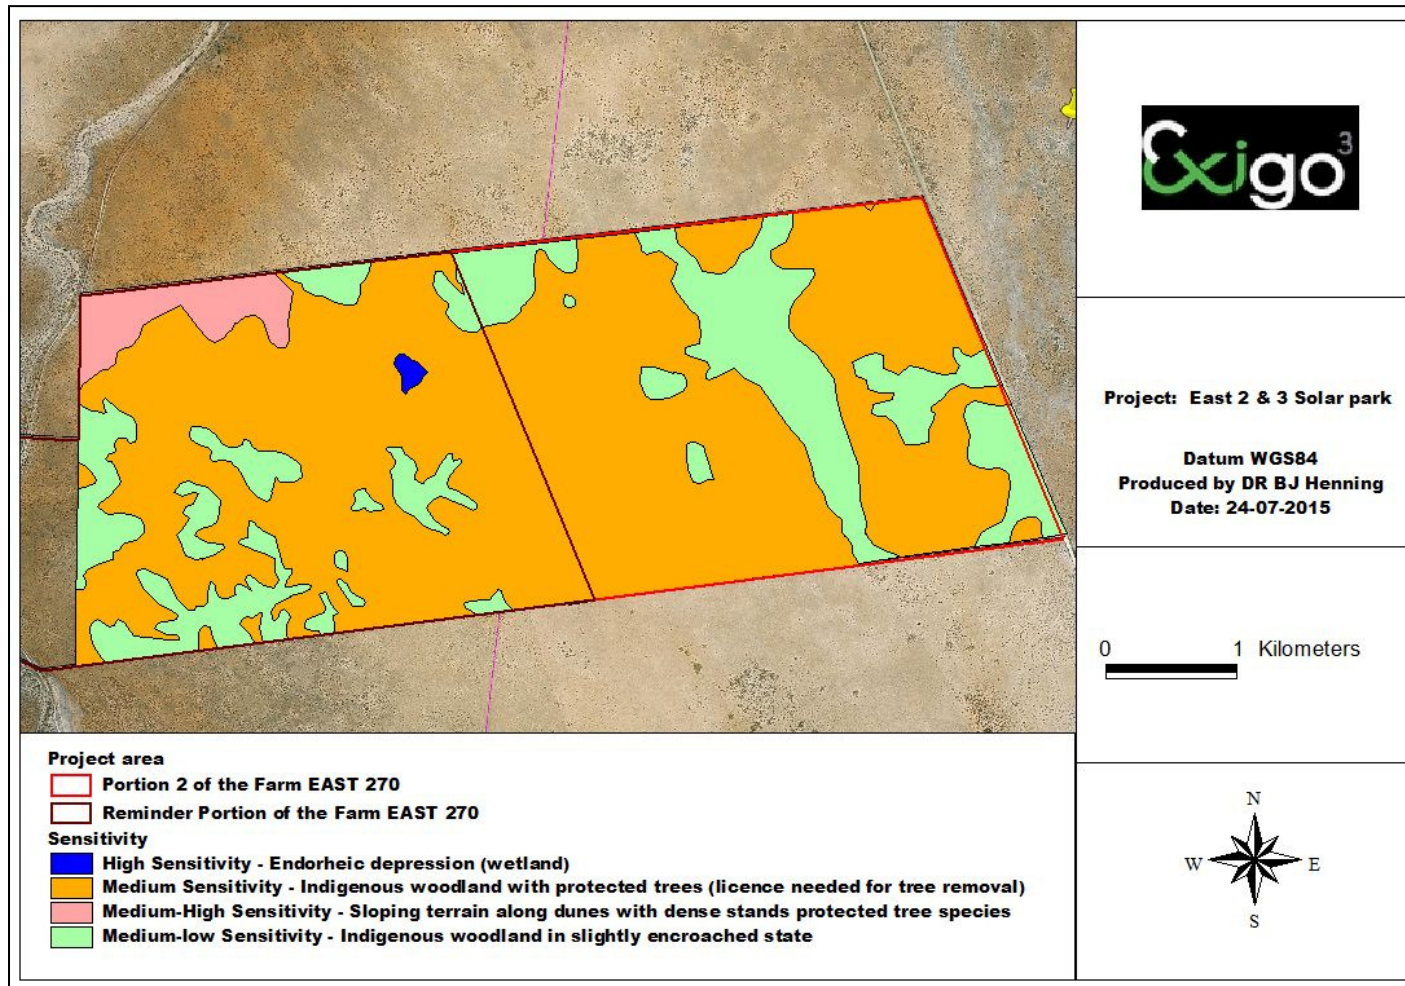 Exigo3
Project: East 2 & 3 Solar park
Datum WGS84
Produced by DR BJ Henning
Date: 24-07-2015
0 1 Kilometers
N
W E
S
Project area
Portion 2 of the Farm EAST 270
Reminder Portion of the Farm EAST 270
Sensitivity
High Sensitivity - Endorheic depression (wetland)
Medium Sensitivity - Indigenous woodland with protected trees (licence needed for tree removal)
Medium-High Sensitivity - Sloping terrain along dunes with dense stands protected tree species
Medium-low Sensitivity - Indigenous woodland in slightly encroached state